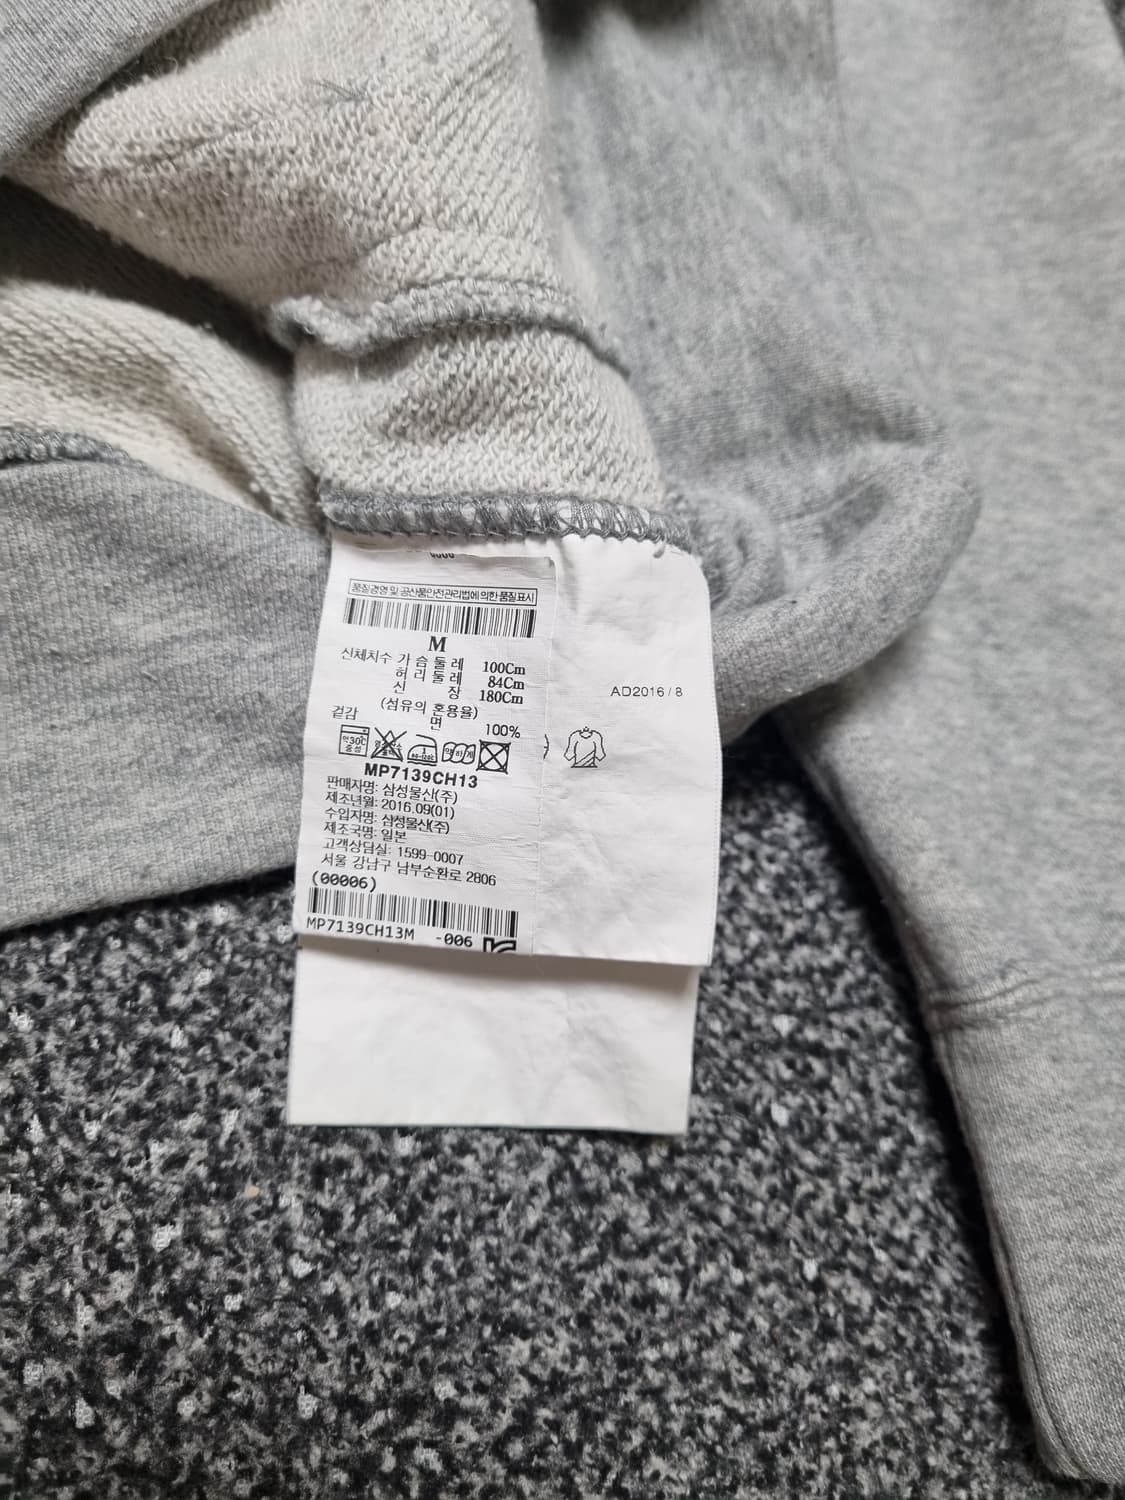 품질경영 및 공산품안전관리법에 의한 품질표시
M
신체치수 가슴둘레 100Cm
허리둘레 84Cm
신 장 180Cm
(섬유의 혼용율)
겉감
면 100%
약30℃
중성
MP7139CH13
판매자명: 삼성물산(주)
제조년월: 2016.09(01)
수입자명: 삼성물산(주)
제조국명: 일본
고객상담실: 1599-0007
서울 강남구 남부순환로 2806
(00006)
MP7139CH13M -006
AD2016 / 8